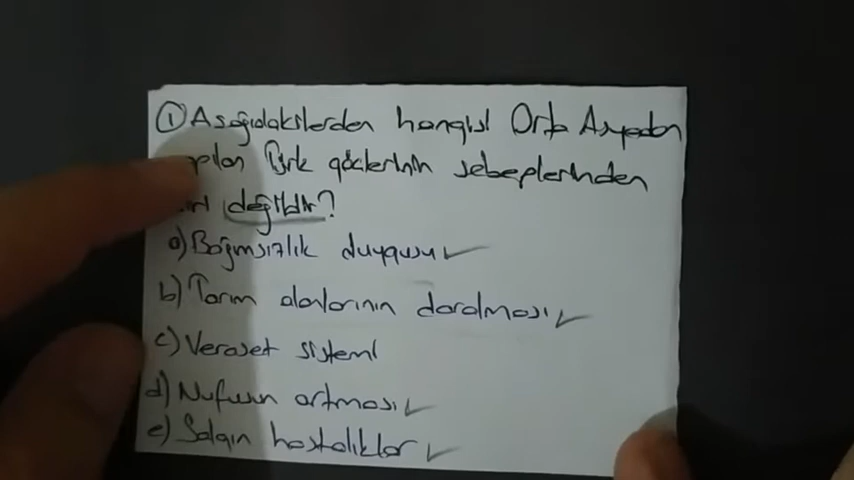 ① Aşağıdakilerden hangisi Orta Asyadan
pılan Türk göçlerinin sebeplerinden
değildir?
a) Bağımsızlık duygusu ✓
b) Tarım alanlarının daralması ✓
c) Veraset sistemi
d) Nüfusun artması ✓
e) Salgın hastalıklar ✓